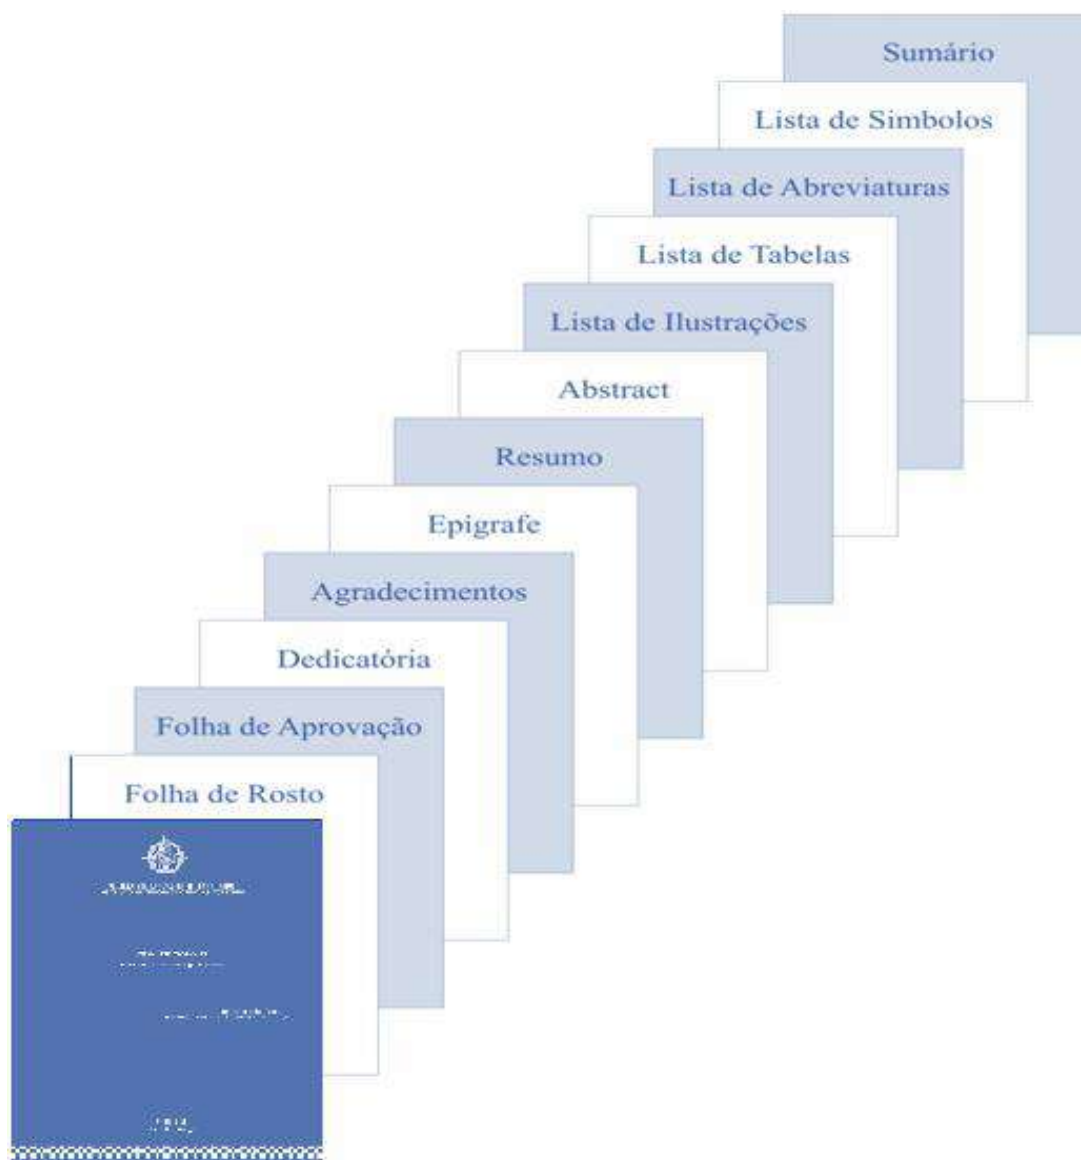 Sumário
Lista de Simbolos
Lista de Abreviaturas
Lista de Tabelas
Lista de Ilustrações
Abstract
Resumo
Epigrafe
Agradecimentos
Dedicatória
Folha de Aprovação
Folha de Rosto